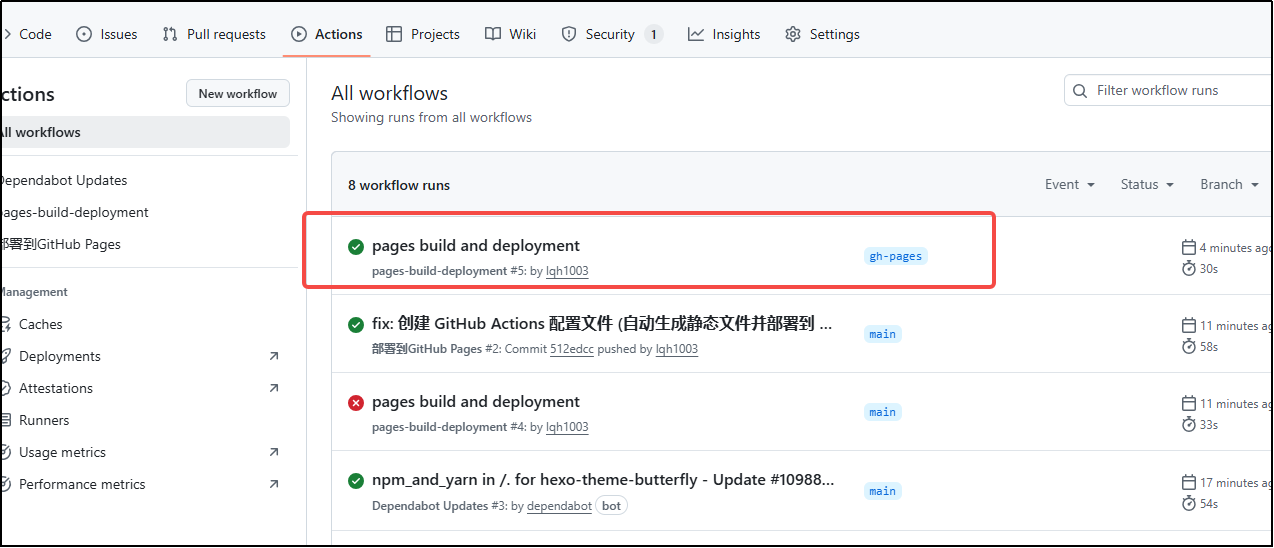 Code Issues Pull requests Actions Projects Wiki Security 1 Insights Settings
ctions New workflow
All workflows
Dependabot Updates
pages-build-deployment
部署到GitHub Pages
Management
Caches
Deployments
Attestations
Runners
Usage metrics
Performance metrics
All workflows
Showing runs from all workflows
Filter workflow runs
8 workflow runs Event Status Branch
pages build and deployment
pages-build-deployment #5: by lqh1003
gh-pages
4 minutes ago
30s
fix: 创建 GitHub Actions 配置文件 (自动生成静态文件并部署到 ...
部署到GitHub Pages #2: Commit 512edcc pushed by lqh1003
main
11 minutes ag
58s
pages build and deployment
pages-build-deployment #4: by lqh1003
main
11 minutes ag
33s
npm_and_yarn in /. for hexo-theme-butterfly - Update #10988...
Dependabot Updates #3: by dependabot bot
main
17 minutes ag
54s